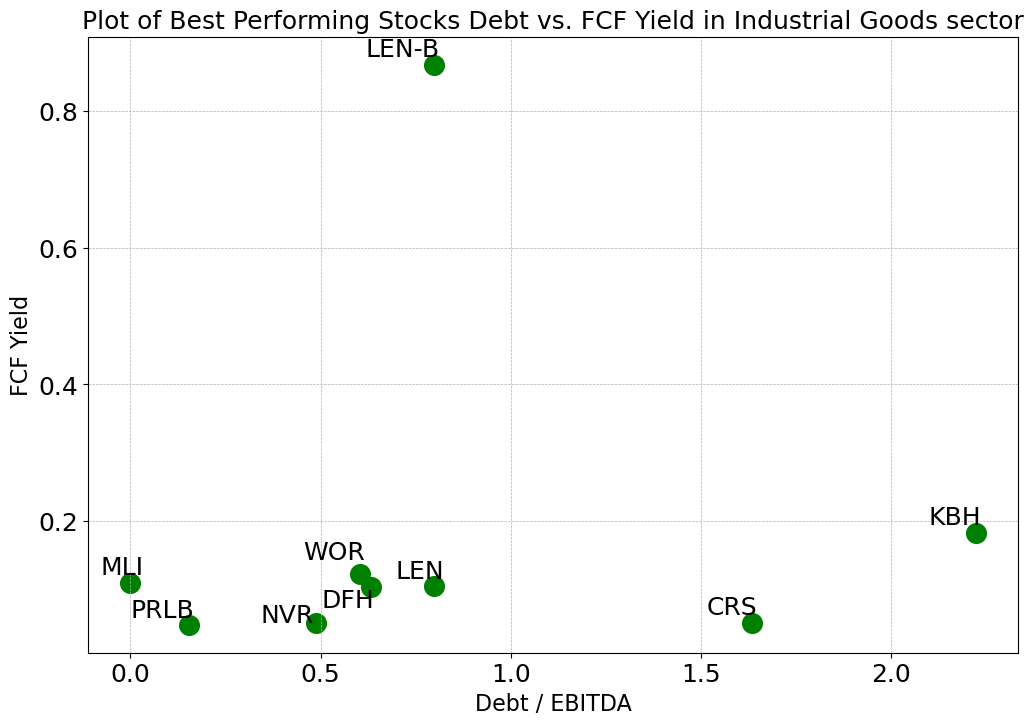 Plot of Best Performing Stocks Debt vs. FCF Yield in Industrial Goods sector
LEN-B
0.8
0.6
FCF Yield
0.4
0.2
KBH
WOR
MLI
LEN
DFH
PRLB
NVR
CRS
0.0
0.5
1.0
1.5
2.0
Debt / EBITDA